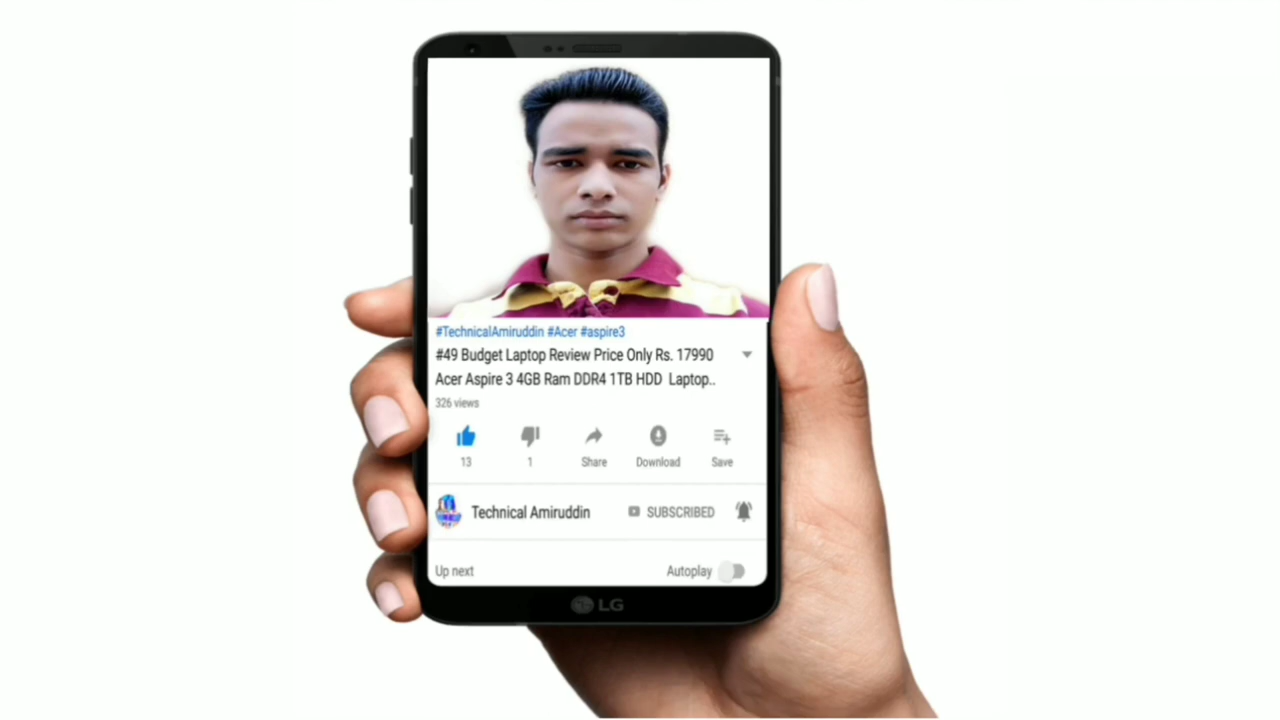 #TechnicalAmiruddin #Acer #aspire3
#49 Budget Laptop Review Price Only Rs. 17990
Acer Aspire 3 4GB Ram DDR4 1TB HDD Laptop..
326 views
13 1 Share Download Save
Technical Amiruddin SUBSCRIBED
Up next Autoplay
LG